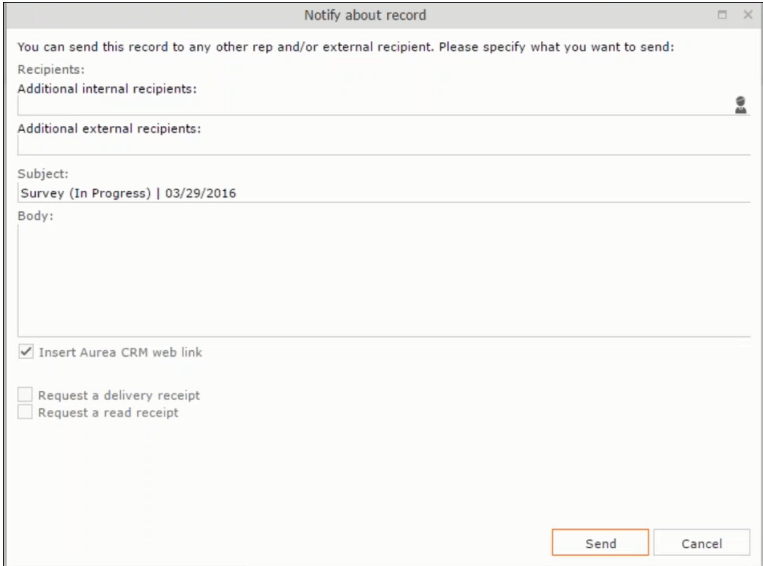 Notify about record
You can send this record to any other rep and/or external recipient. Please specify what you want to send:
Recipients:
Additional internal recipients:
Additional external recipients:
Subject:
Survey (In Progress) | 03/29/2016
Body:
Insert Aurea CRM web link
Request a delivery receipt
Request a read receipt
Send Cancel